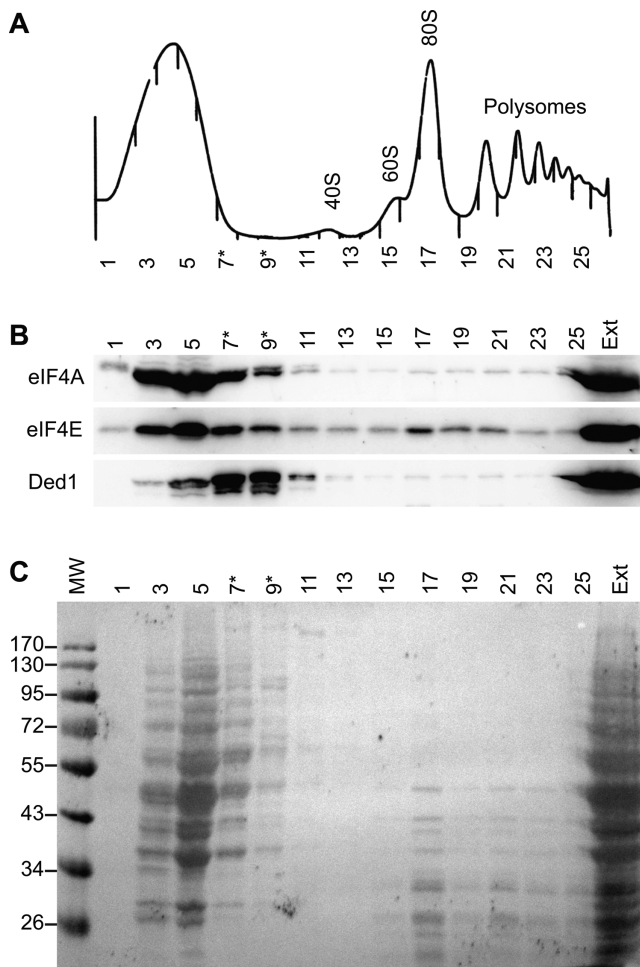 A
40S
60S
80S
Polysomes
1 3 5 7* 9* 11 13 15 17 19 21 23 25
B
1 3 5 7* 9* 11 13 15 17 19 21 23 25 Ext
eIF4A
eIF4E
Ded1
C
MW 1 3 5 7* 9* 11 13 15 17 19 21 23 25 Ext
170
130
95
72
55
43
34
26